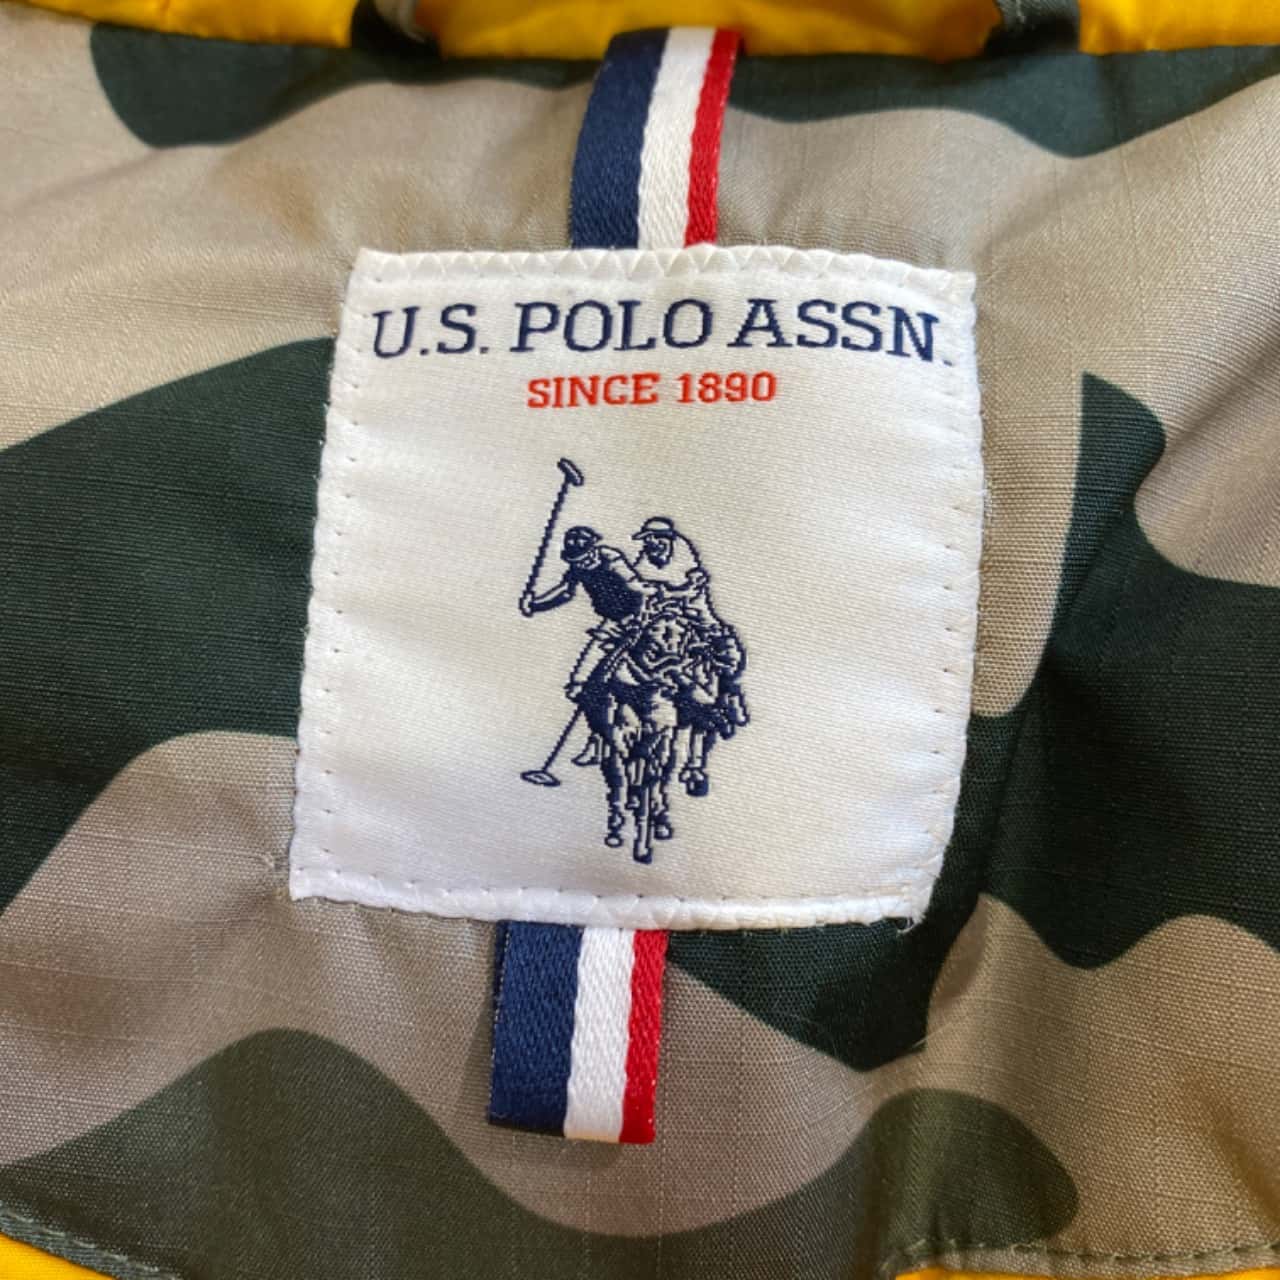 U.S. POLO ASSN.
SINCE 1890